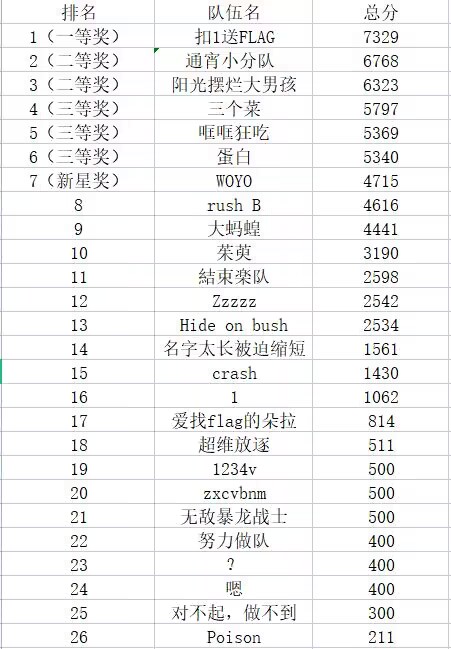 排名 队伍名 总分
1（一等奖） 扣1送FLAG 7329
2（二等奖） 通宵小分队 6768
3（二等奖） 阳光摆烂大男孩 6323
4（三等奖） 三个菜 5797
5（三等奖） 哐哐狂吃 5369
6（三等奖） 蛋白 5340
7（新星奖） WOYO 4715
8 rush B 4616
9 大蚂蝗 4441
10 茱萸 3190
11 結束楽队 2598
12 Zzzzz 2542
13 Hide on bush 2534
14 名字太长被迫缩短 1561
15 crash 1430
16 1 1062
17 爱找flag的朵拉 814
18 超维放逐 511
19 1234v 500
20 zxcvbnm 500
21 无敌暴龙战士 500
22 努力做队 400
23 ？ 400
24 嗯 400
25 对不起，做不到 300
26 Poison 211